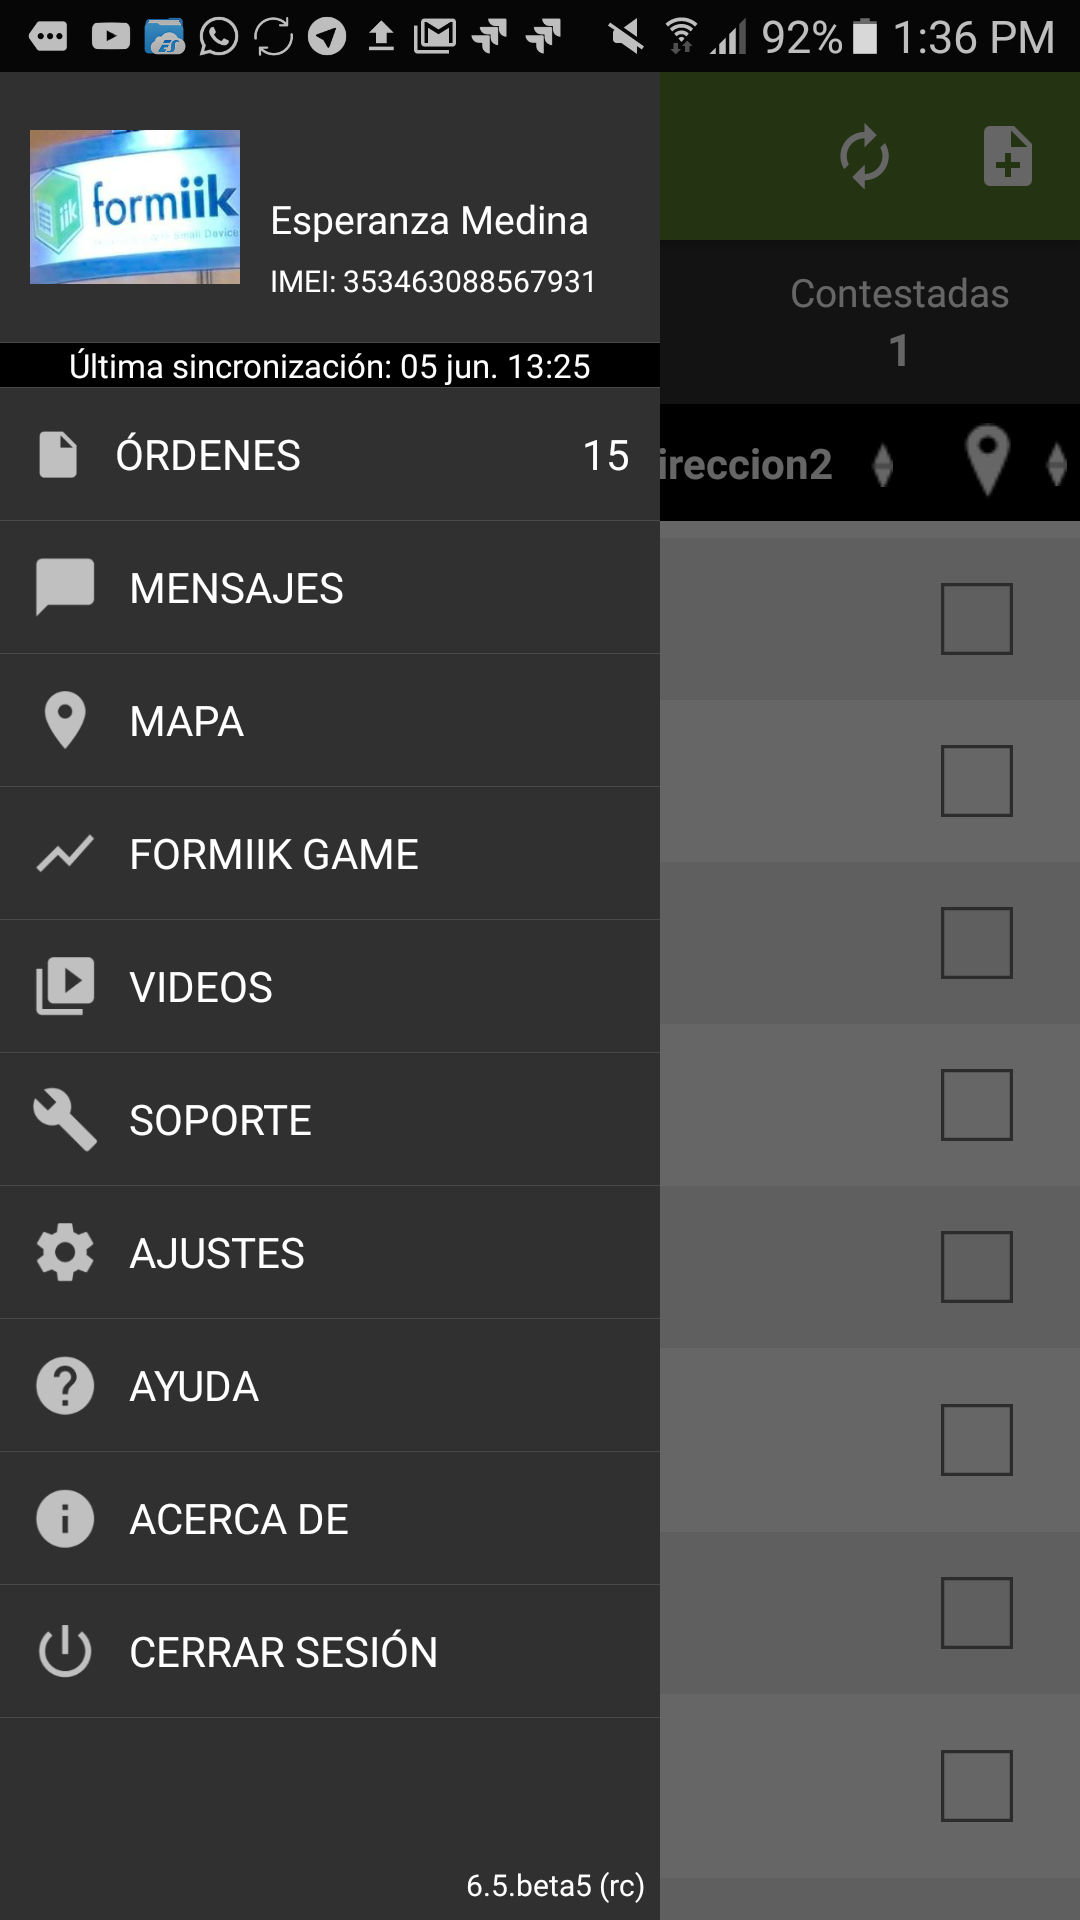 92% 1:36 PM
formiik
Esperanza Medina
IMEI: 353463088567931
Última sincronización: 05 jun. 13:25
Contestadas
1
ireccion2
ÓRDENES 15
MENSAJES
MAPA
FORMIIK GAME
VIDEOS
SOPORTE
AJUSTES
AYUDA
ACERCA DE
CERRAR SESIÓN
6.5.beta5 (rc)